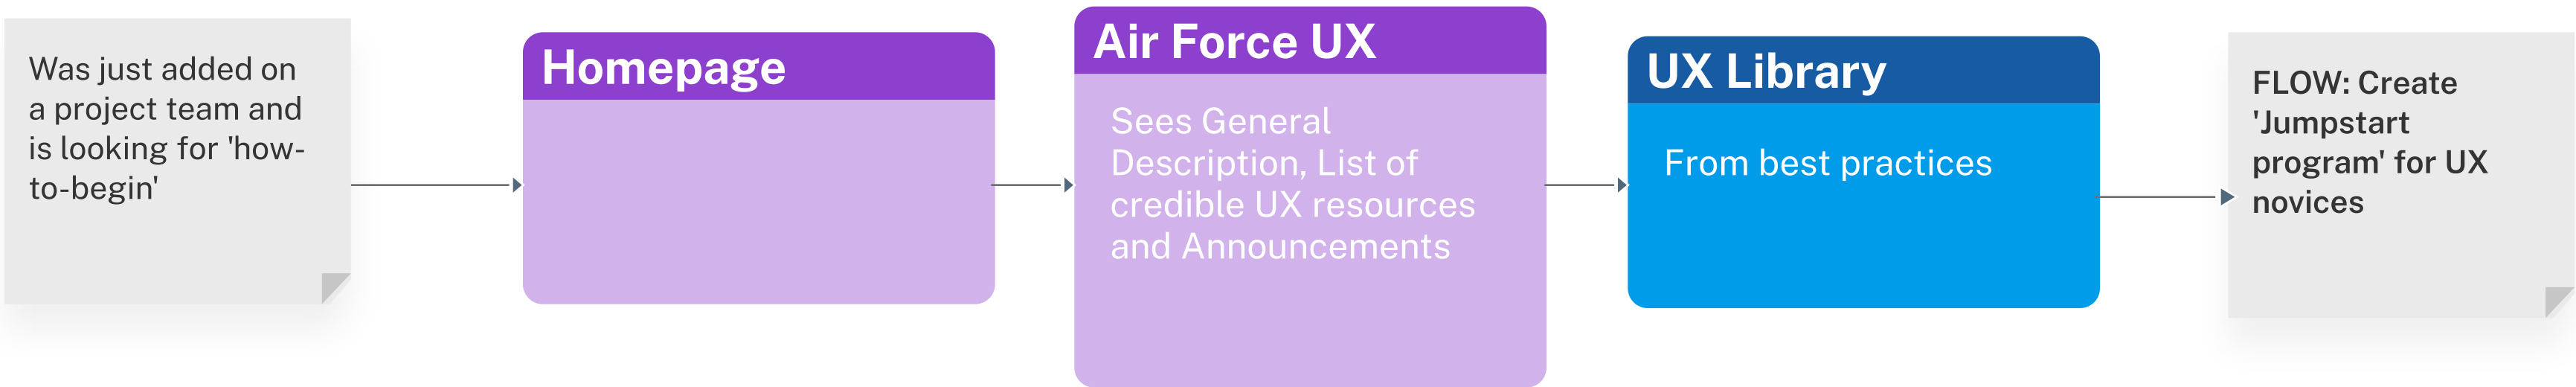 Was just added on
a project team and
is looking for 'how-
to-begin'
Homepage
Air Force UX
Sees General
Description, List of
credible UX resources
and Announcements
UX Library
From best practices
FLOW: Create
'Jumpstart
program' for UX
novices